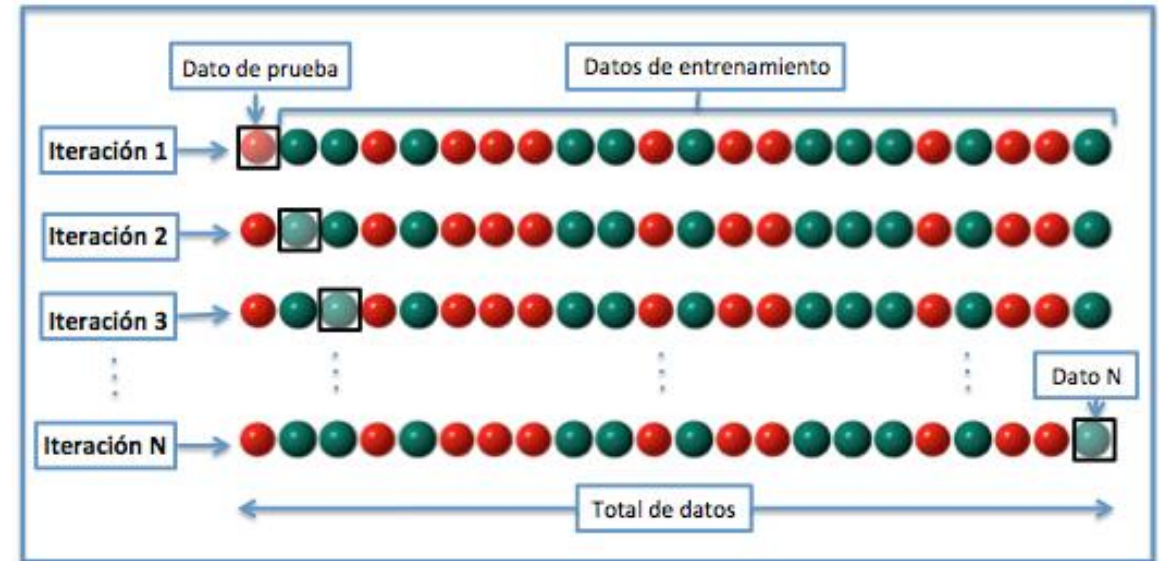 Dato de prueba
Datos de entrenamiento
Iteración 1
Iteración 2
Iteración 3
Dato N
Iteración N
Total de datos